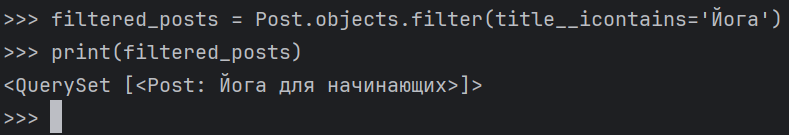 >>> filtered_posts = Post.objects.filter(title__icontains='Йога')
>>> print(filtered_posts)
<QuerySet [<Post: Йога для начинающих>]>
>>>